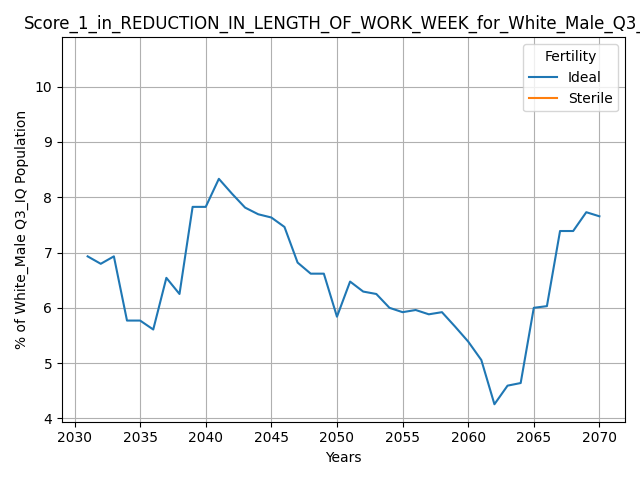 Score_1_in_REDUCTION_IN_LENGTH_OF_WORK_WEEK_for_White_Male_Q3_
Fertility
Ideal
Sterile
% of White_Male Q3_IQ Population
10
9
8
7
6
5
4
2030 2035 2040 2045 2050 2055 2060 2065 2070
Years